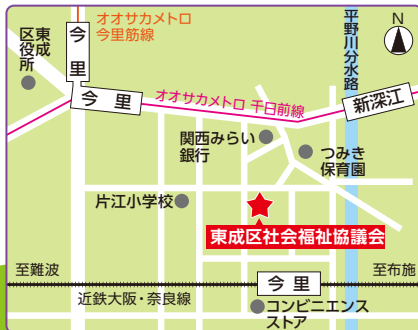 オオサカメトロ
今里筋線
平野川分水路
N
東成
区役所
今里
今里
オオサカメトロ 千日前線
新深江
関西みらい
銀行
つみき
保育園
片江小学校
東成区社会福祉協議会
至難波
今里
至布施
近鉄大阪・奈良線
コンビニエンス
ストア